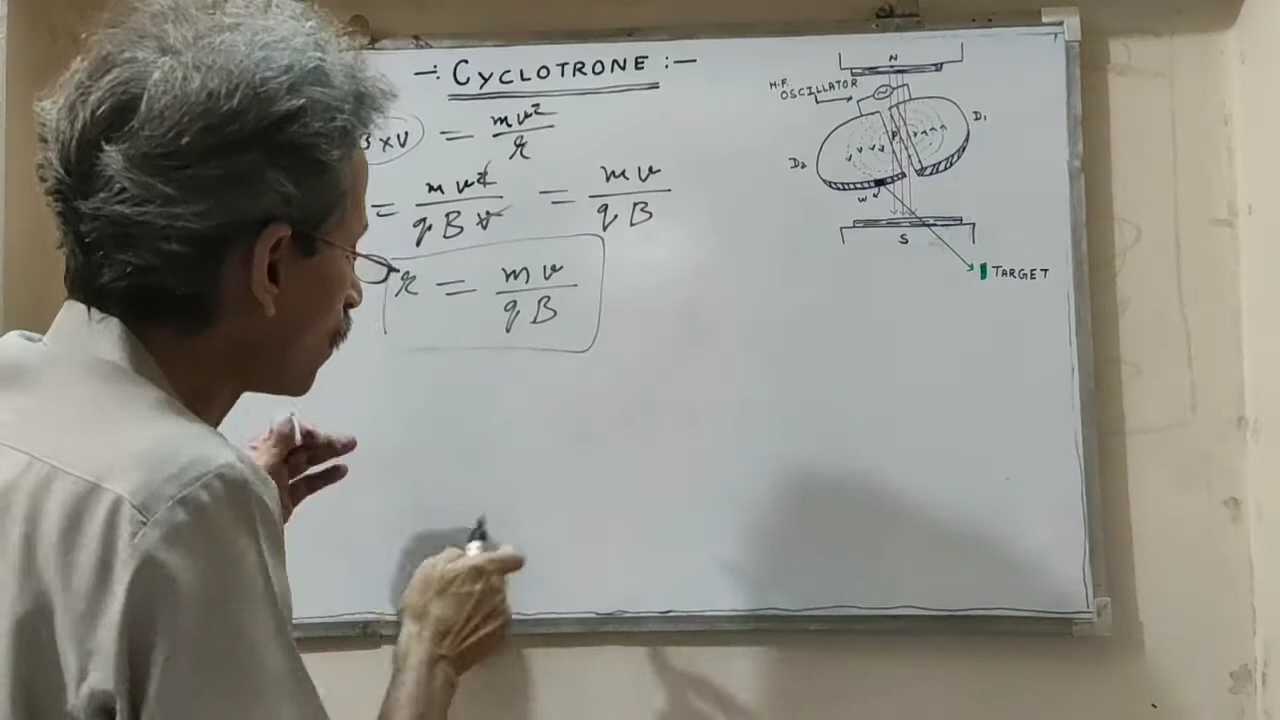 -: CYCLOTRONE :-
B x V = mv² / r
= mv² / qBv = mv / qB
r = mv / qB
N
H.F.
OSCILLATOR
D₁
D₂
P
W
S
TARGET